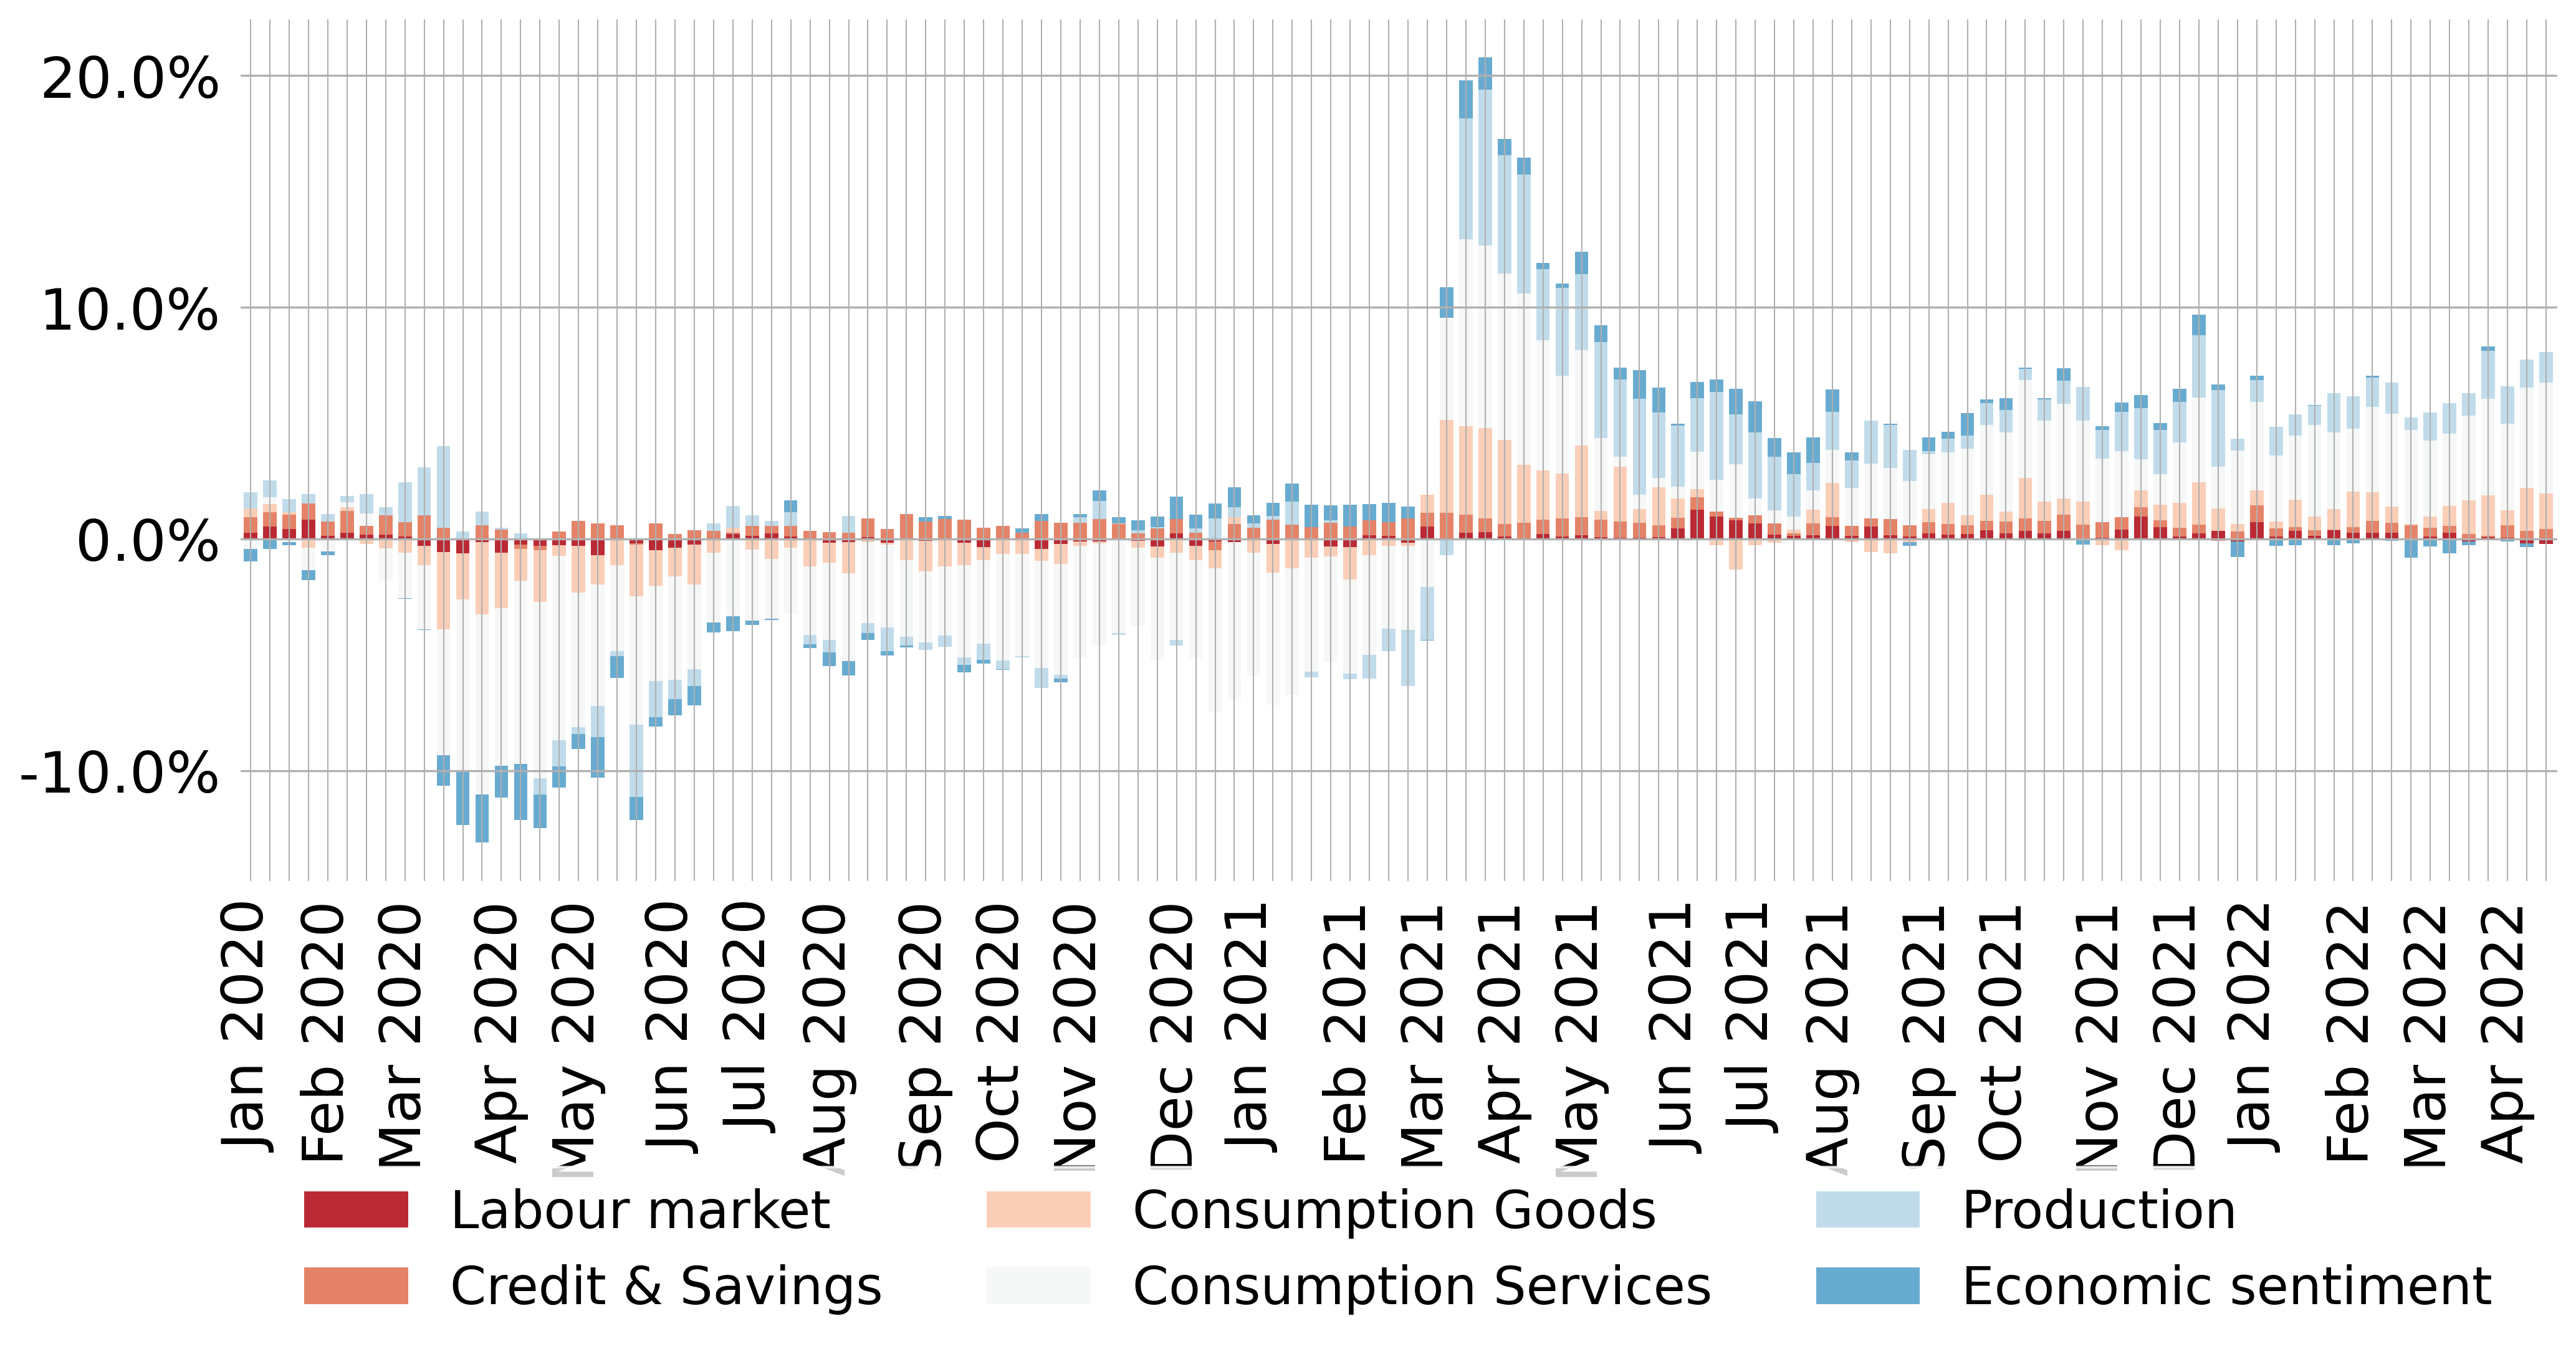 20.0%
10.0%
0.0%
-10.0%
Jan 2020
Feb 2020
Mar 2020
Apr 2020
May 2020
Jun 2020
Jul 2020
Aug 2020
Sep 2020
Oct 2020
Nov 2020
Dec 2020
Jan 2021
Feb 2021
Mar 2021
Apr 2021
May 2021
Jun 2021
Jul 2021
Aug 2021
Sep 2021
Oct 2021
Nov 2021
Dec 2021
Jan 2022
Feb 2022
Mar 2022
Apr 2022
Labour market
Consumption Goods
Production
Credit & Savings
Consumption Services
Economic sentiment